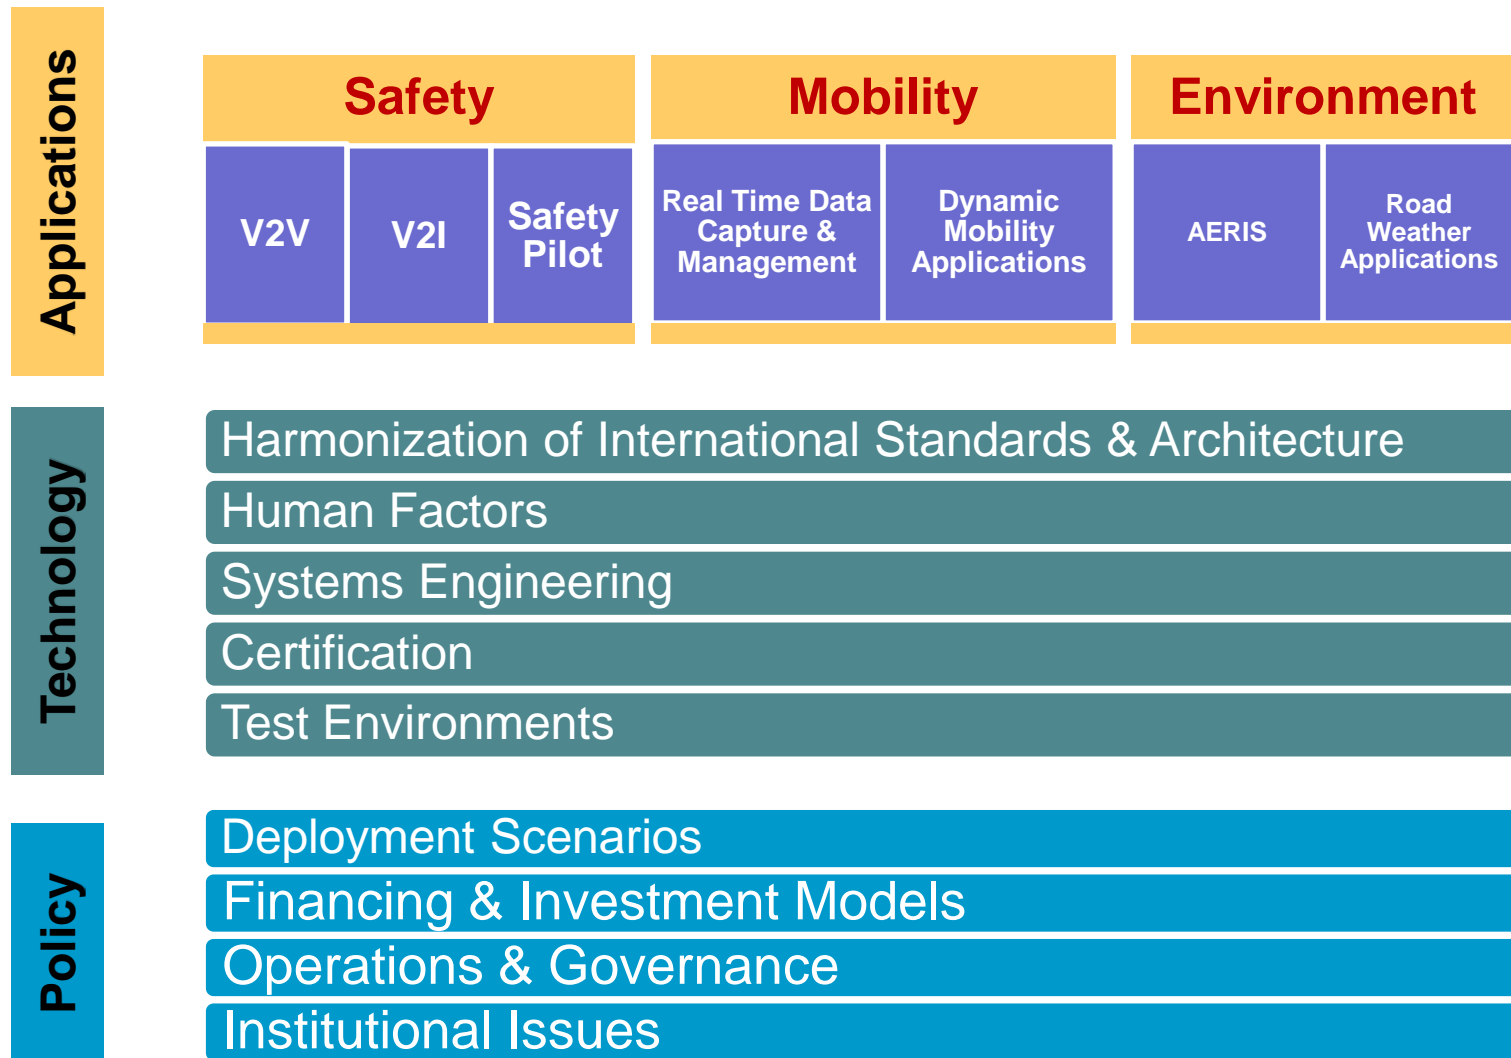 Applications
Safety
Mobility
Environment
V2V
V2I
Safety
Pilot
Real Time Data
Capture &
Management
Dynamic
Mobility
Applications
AERIS
Road
Weather
Applications
Technology
Harmonization of International Standards & Architecture
Human Factors
Systems Engineering
Certification
Test Environments
Policy
Deployment Scenarios
Financing & Investment Models
Operations & Governance
Institutional Issues